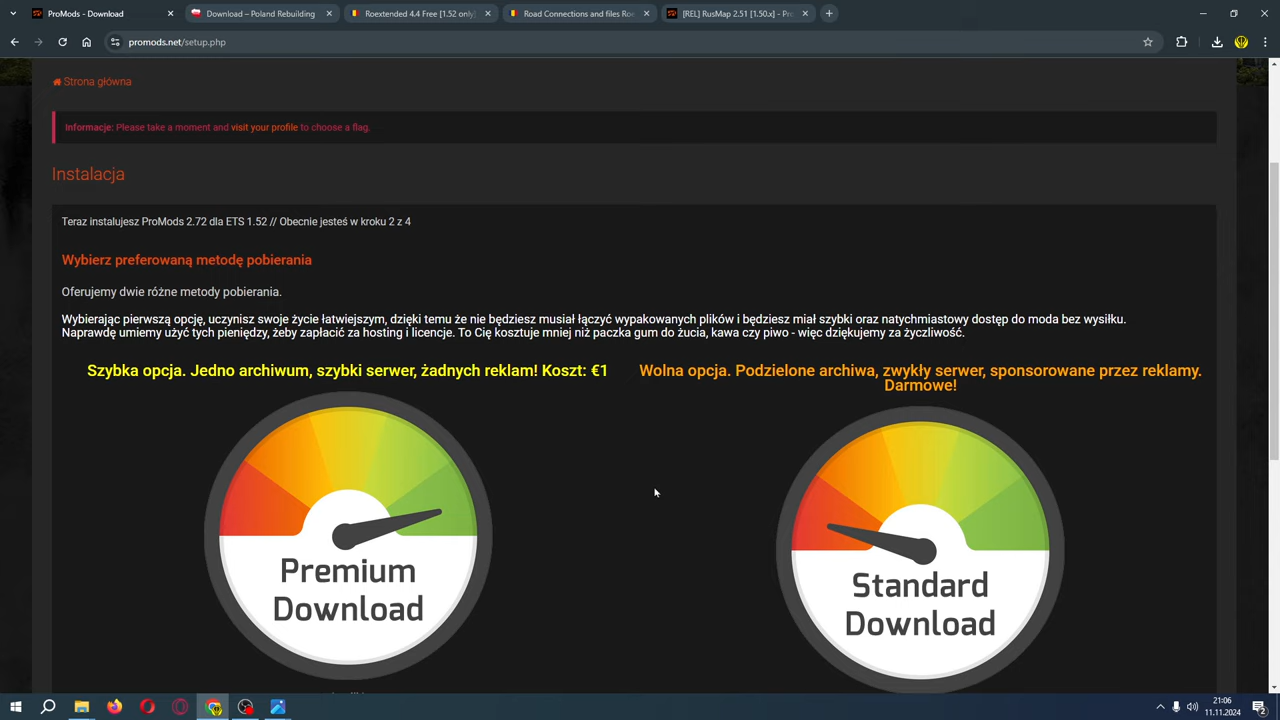 ProMods - Download
Download – Poland Rebuilding
Roextended 4.4 Free [1.52 only]
Road Connections and files Roe
[REL] RusMap 2.51 [1.50.x] - Pr
promods.net/setup.php
Strona główna
Informacje: Please take a moment and visit your profile to choose a flag.
Instalacja
Teraz instalujesz ProMods 2.72 dla ETS 1.52 // Obecnie jesteś w kroku 2 z 4
Wybierz preferowaną metodę pobierania
Oferujemy dwie różne metody pobierania.
Wybierając pierwszą opcję, uczynisz swoje życie łatwiejszym, dzięki temu że nie będziesz musiał łączyć wypakowanych plików i będziesz miał szybki oraz natychmiastowy dostęp do moda bez wysiłku.
Naprawdę umiemy użyć tych pieniędzy, żeby zapłacić za hosting i licencje. To Cię kosztuje mniej niż paczka gum do żucia, kawa czy piwo - więc dziękujemy za życzliwość.
Szybka opcja. Jedno archiwum, szybki serwer, żadnych reklam! Koszt: €1
Wolna opcja. Podzielone archiwa, zwykły serwer, sponsorowane przez reklamy.
Darmowe!
Premium
Download
Standard
Download
21:06
11.11.2024
2